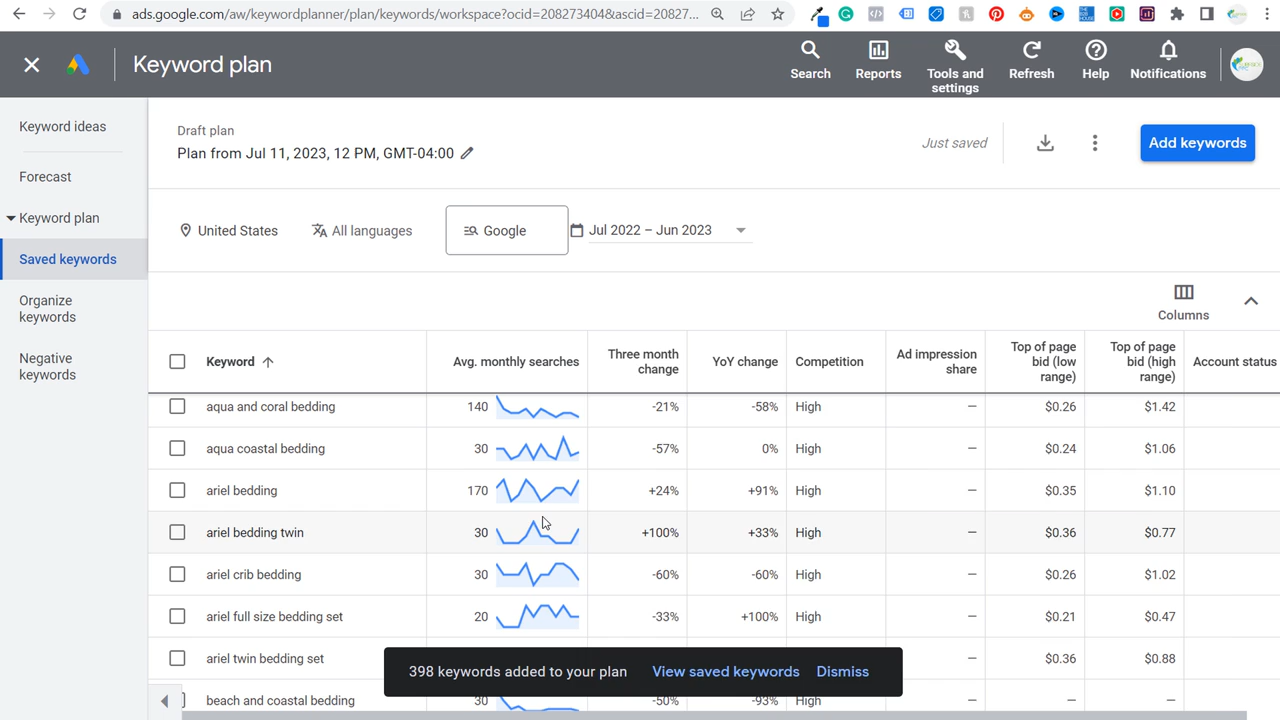 ads.google.com/aw/keywordplanner/plan/keywords/workspace?ocid=208273404&ascid=20827...
Keyword plan
Search
Reports
Tools and
settings
Refresh
Help
Notifications
Keyword ideas
Forecast
Keyword plan
Saved keywords
Organize
keywords
Negative
keywords
Draft plan
Plan from Jul 11, 2023, 12 PM, GMT-04:00
Just saved
Add keywords
United States
All languages
Google
Jul 2022 – Jun 2023
Columns
Keyword
Avg. monthly searches
Three month
change
YoY change
Competition
Ad impression
share
Top of page
bid (low
range)
Top of page
bid (high
range)
Account status
aqua and coral bedding 140 -21% -58% High — $0.26 $1.42
aqua coastal bedding 30 -57% 0% High — $0.24 $1.06
ariel bedding 170 +24% +91% High — $0.35 $1.10
ariel bedding twin 30 +100% +33% High — $0.36 $0.77
ariel crib bedding 30 -60% -60% High — $0.26 $1.02
ariel full size bedding set 20 -33% +100% High — $0.21 $0.47
ariel twin bedding set — $0.36 $0.88
398 keywords added to your plan View saved keywords Dismiss
beach and coastal bedding 30 -50% -93% High — — —